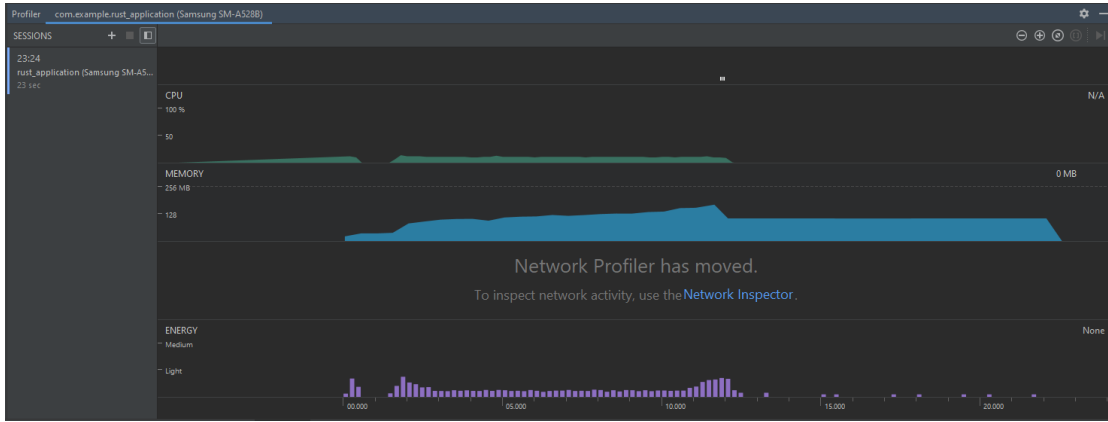 Profiler com.example.rust_application (Samsung SM-A528B)
SESSIONS
23:24
rust_application (Samsung SM-A5...
23 sec
CPU
N/A
100 %
50
MEMORY
0 MB
256 MB
128
Network Profiler has moved.
To inspect network activity, use the Network Inspector.
ENERGY
None
Medium
Light
00.000 05.000 10.000 15.000 20.000